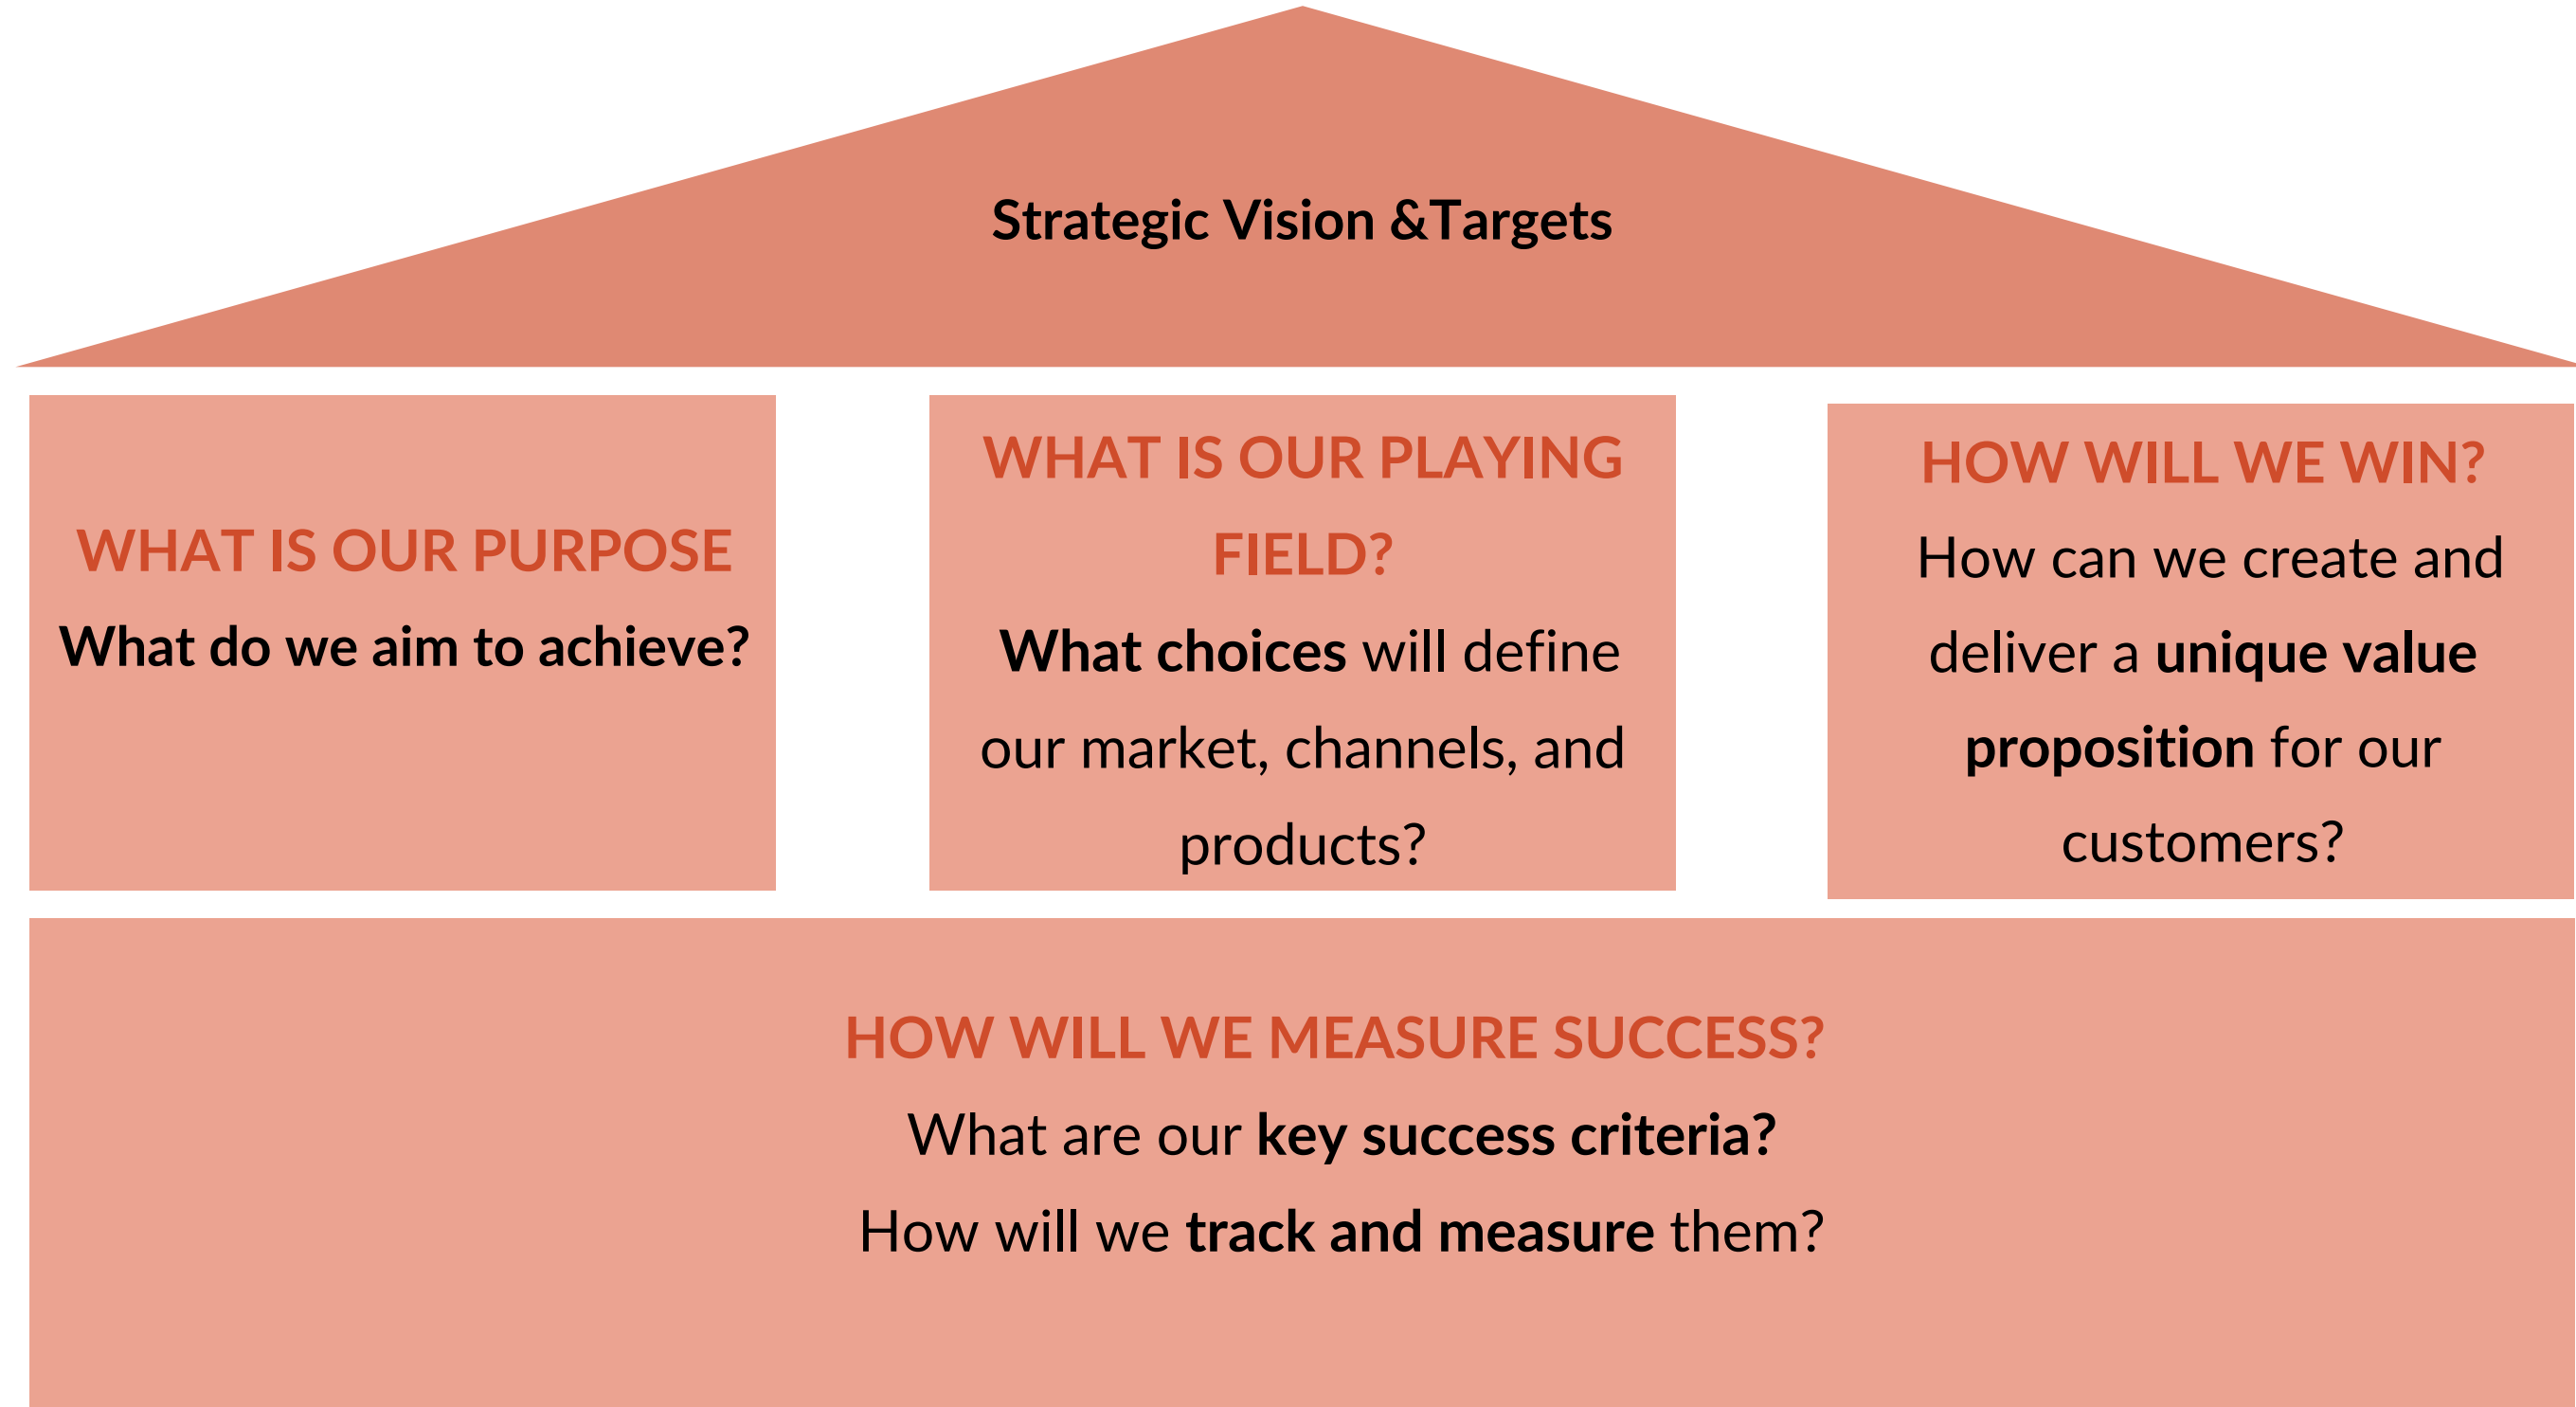 Strategic Vision &Targets
WHAT IS OUR PURPOSE
What do we aim to achieve?
WHAT IS OUR PLAYING
FIELD?
What choices will define
our market, channels, and
products?
HOW WILL WE WIN?
How can we create and
deliver a unique value
proposition for our
customers?
HOW WILL WE MEASURE SUCCESS?
What are our key success criteria?
How will we track and measure them?